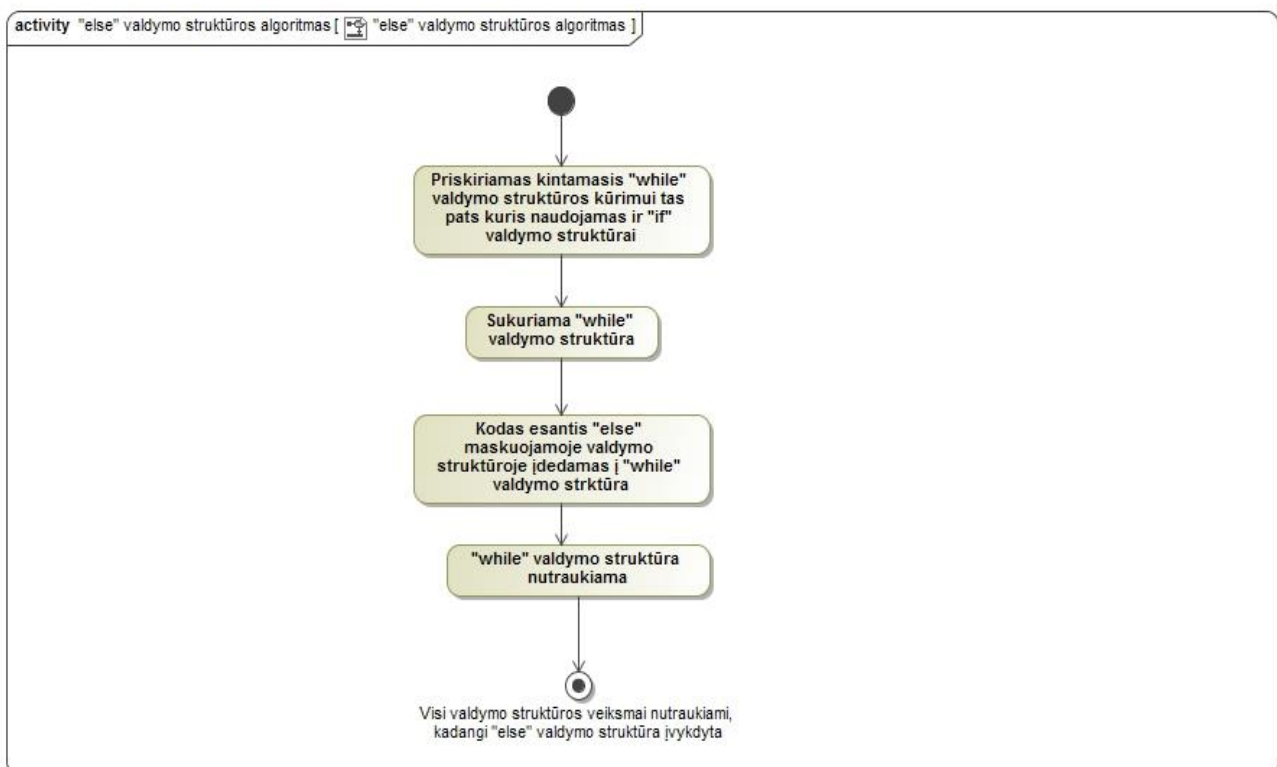 activity "else" valdymo struktūros algoritmas [ "else" valdymo struktūros algoritmas ]
Priskiriamas kintamasis "while"
valdymo struktūros kūrimui tas
pats kuris naudojamas ir "if"
valdymo struktūrai
Sukuriama "while"
valdymo struktūra
Kodas esantis "else"
maskuojamoje valdymo
struktūroje įdedamas į "while"
valdymo strktūra
"while" valdymo struktūra
nutraukiama
Visi valdymo struktūros veiksmai nutraukiami,
kadangi "else" valdymo struktūra įvykdyta